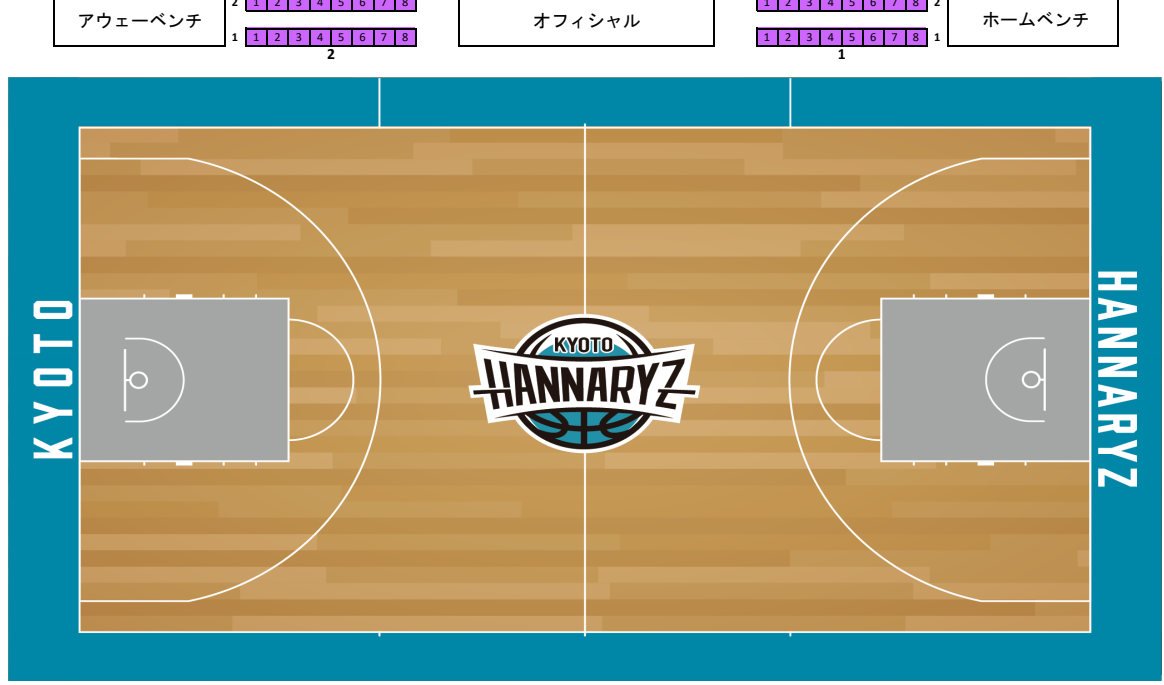 2 1 2 3 4 5 6 7 8
1 2 3 4 5 6 7 8 2
アウェーベンチ
オフィシャル
ホームベンチ
1 1 2 3 4 5 6 7 8
1 2 3 4 5 6 7 8 1
2
1
KYOTO
KYOTO
HANNARYZ
HANNARYZ